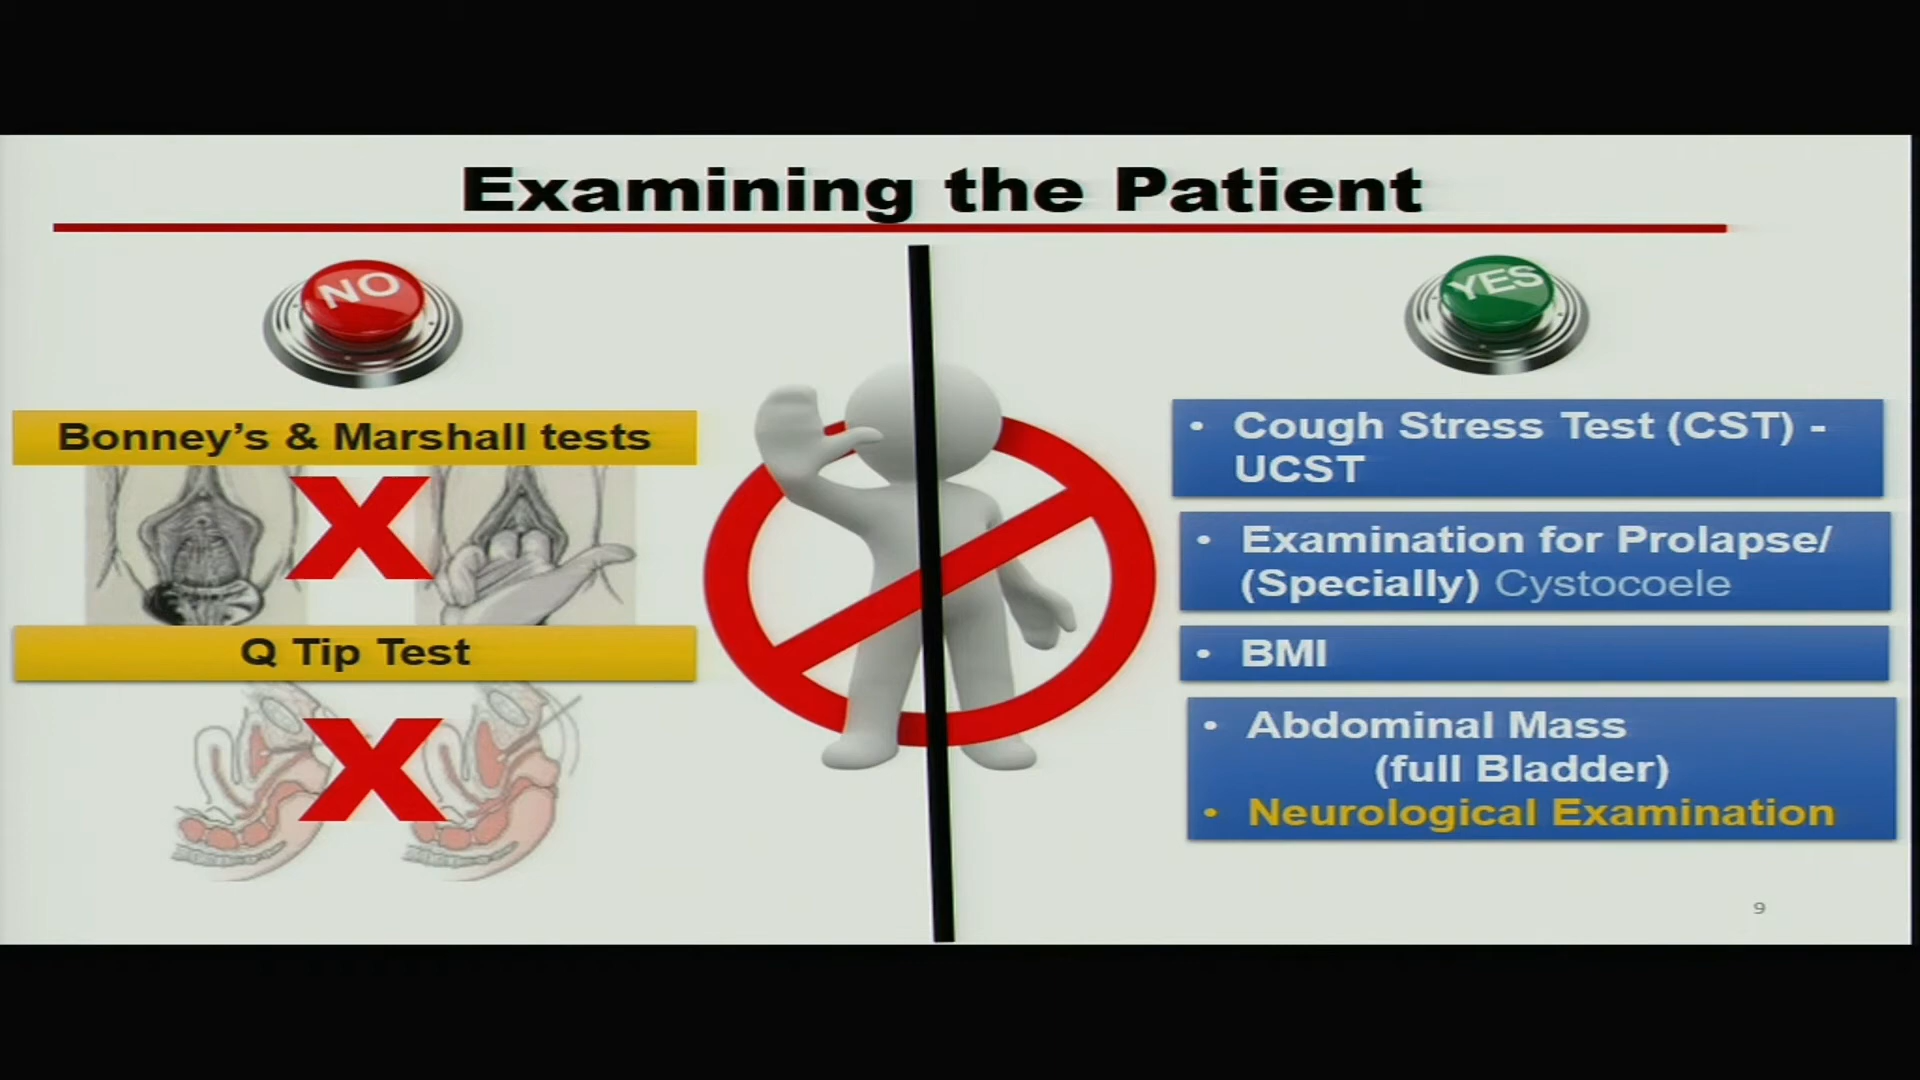 Examining the Patient
NO
Bonney’s & Marshall tests
Q Tip Test
YES
• Cough Stress Test (CST) -
UCST
• Examination for Prolapse/
(Specially) Cystocoele
• BMI
• Abdominal Mass
(full Bladder)
• Neurological Examination
9